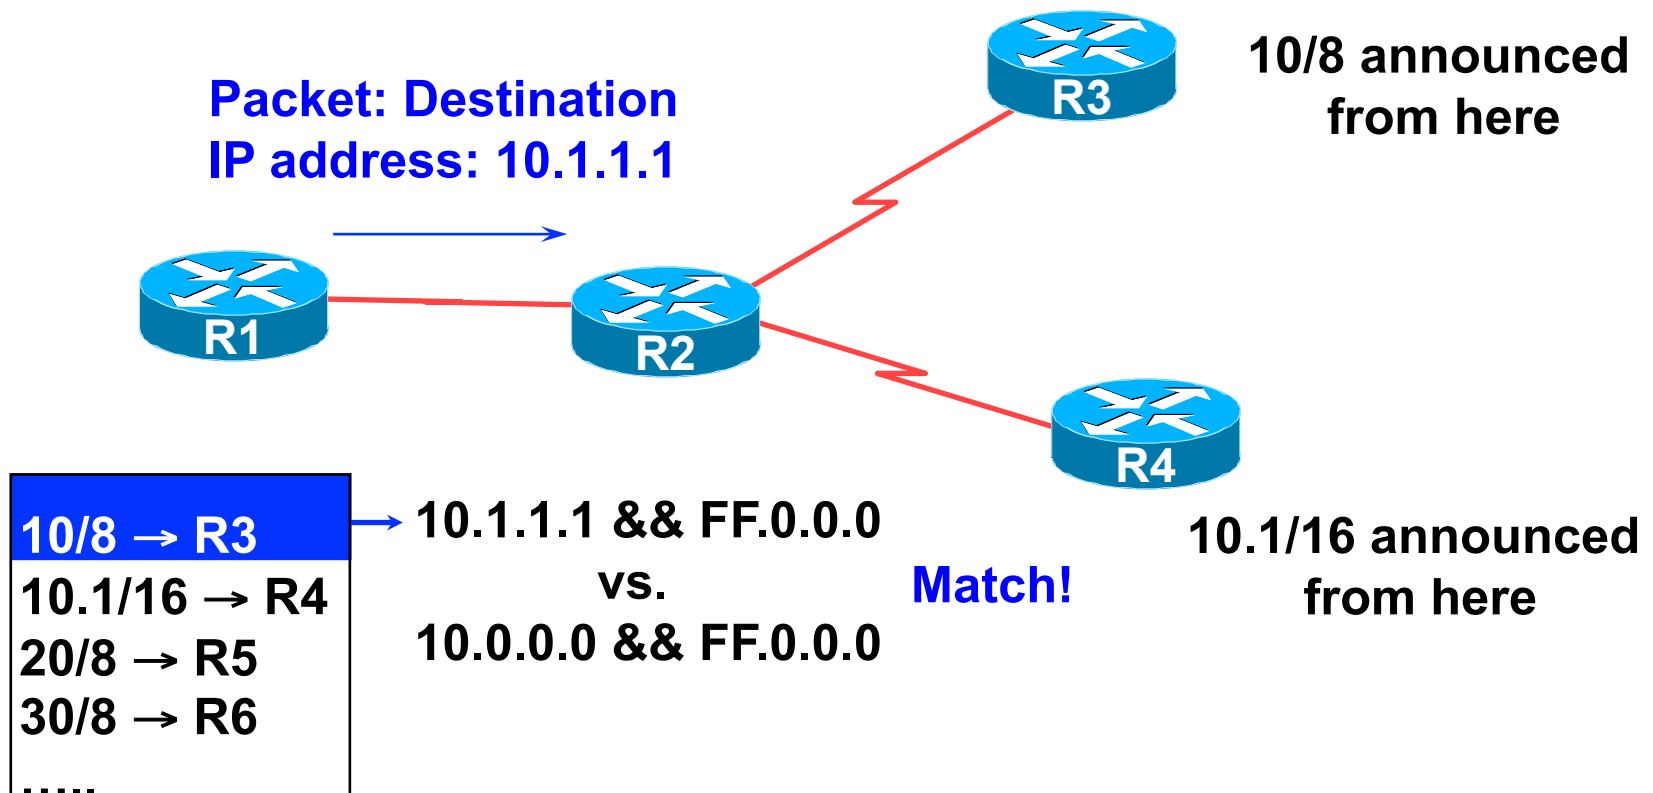 10/8 announced
from here
R3
Packet: Destination
IP address: 10.1.1.1
R1
R2
R4
10.1/16 announced
from here
10/8 → R3
10.1/16 → R4
20/8 → R5
30/8 → R6
.....
10.1.1.1 && FF.0.0.0
vs.
10.0.0.0 && FF.0.0.0
Match!